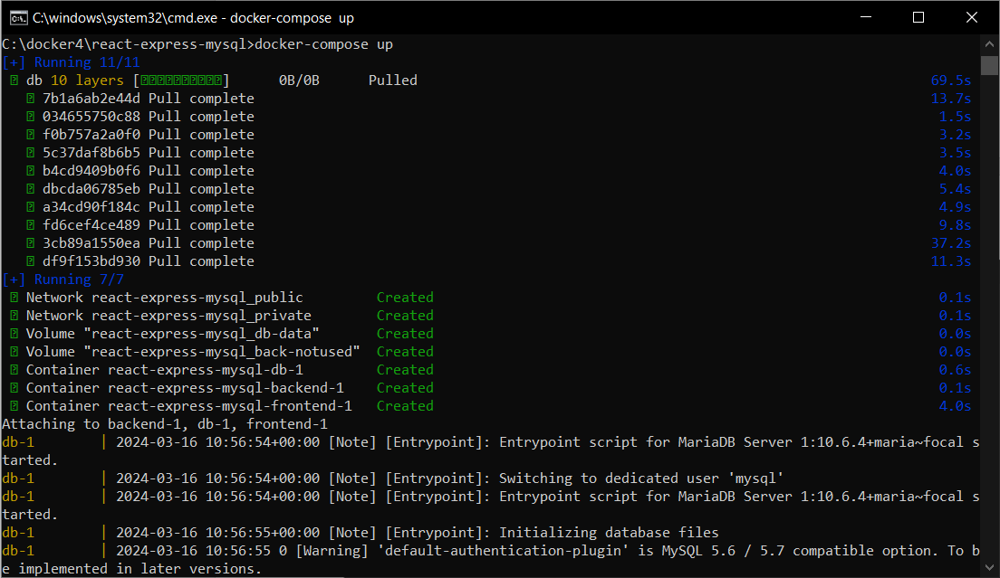 C:\windows\system32\cmd.exe - docker-compose  up
C:\docker4\react-express-mysql>docker-compose up
[+] Running 11/11
db 10 layers [] 0B/0B Pulled 69.5s
7b1a6ab2e44d Pull complete 13.7s
034655750c88 Pull complete 1.5s
f0b757a2a0f0 Pull complete 3.2s
5c37daf8b6b5 Pull complete 3.5s
b4cd9409b0f6 Pull complete 4.0s
dbcda06785eb Pull complete 5.4s
a34cd90f184c Pull complete 4.9s
fd6cef4ce489 Pull complete 9.8s
3cb89a1550ea Pull complete 37.2s
df9f153bd930 Pull complete 11.3s
[+] Running 7/7
Network react-express-mysql_public Created 0.1s
Network react-express-mysql_private Created 0.1s
Volume "react-express-mysql_db-data" Created 0.0s
Volume "react-express-mysql_back-notused" Created 0.0s
Container react-express-mysql-db-1 Created 0.6s
Container react-express-mysql-backend-1 Created 0.1s
Container react-express-mysql-frontend-1 Created 4.0s
Attaching to backend-1, db-1, frontend-1
db-1 | 2024-03-16 10:56:54+00:00 [Note] [Entrypoint]: Entrypoint script for MariaDB Server 1:10.6.4+maria~focal s
tarted.
db-1 | 2024-03-16 10:56:54+00:00 [Note] [Entrypoint]: Switching to dedicated user 'mysql'
db-1 | 2024-03-16 10:56:54+00:00 [Note] [Entrypoint]: Entrypoint script for MariaDB Server 1:10.6.4+maria~focal s
tarted.
db-1 | 2024-03-16 10:56:55+00:00 [Note] [Entrypoint]: Initializing database files
db-1 | 2024-03-16 10:56:55 0 [Warning] 'default-authentication-plugin' is MySQL 5.6 / 5.7 compatible option. To b
e implemented in later versions.